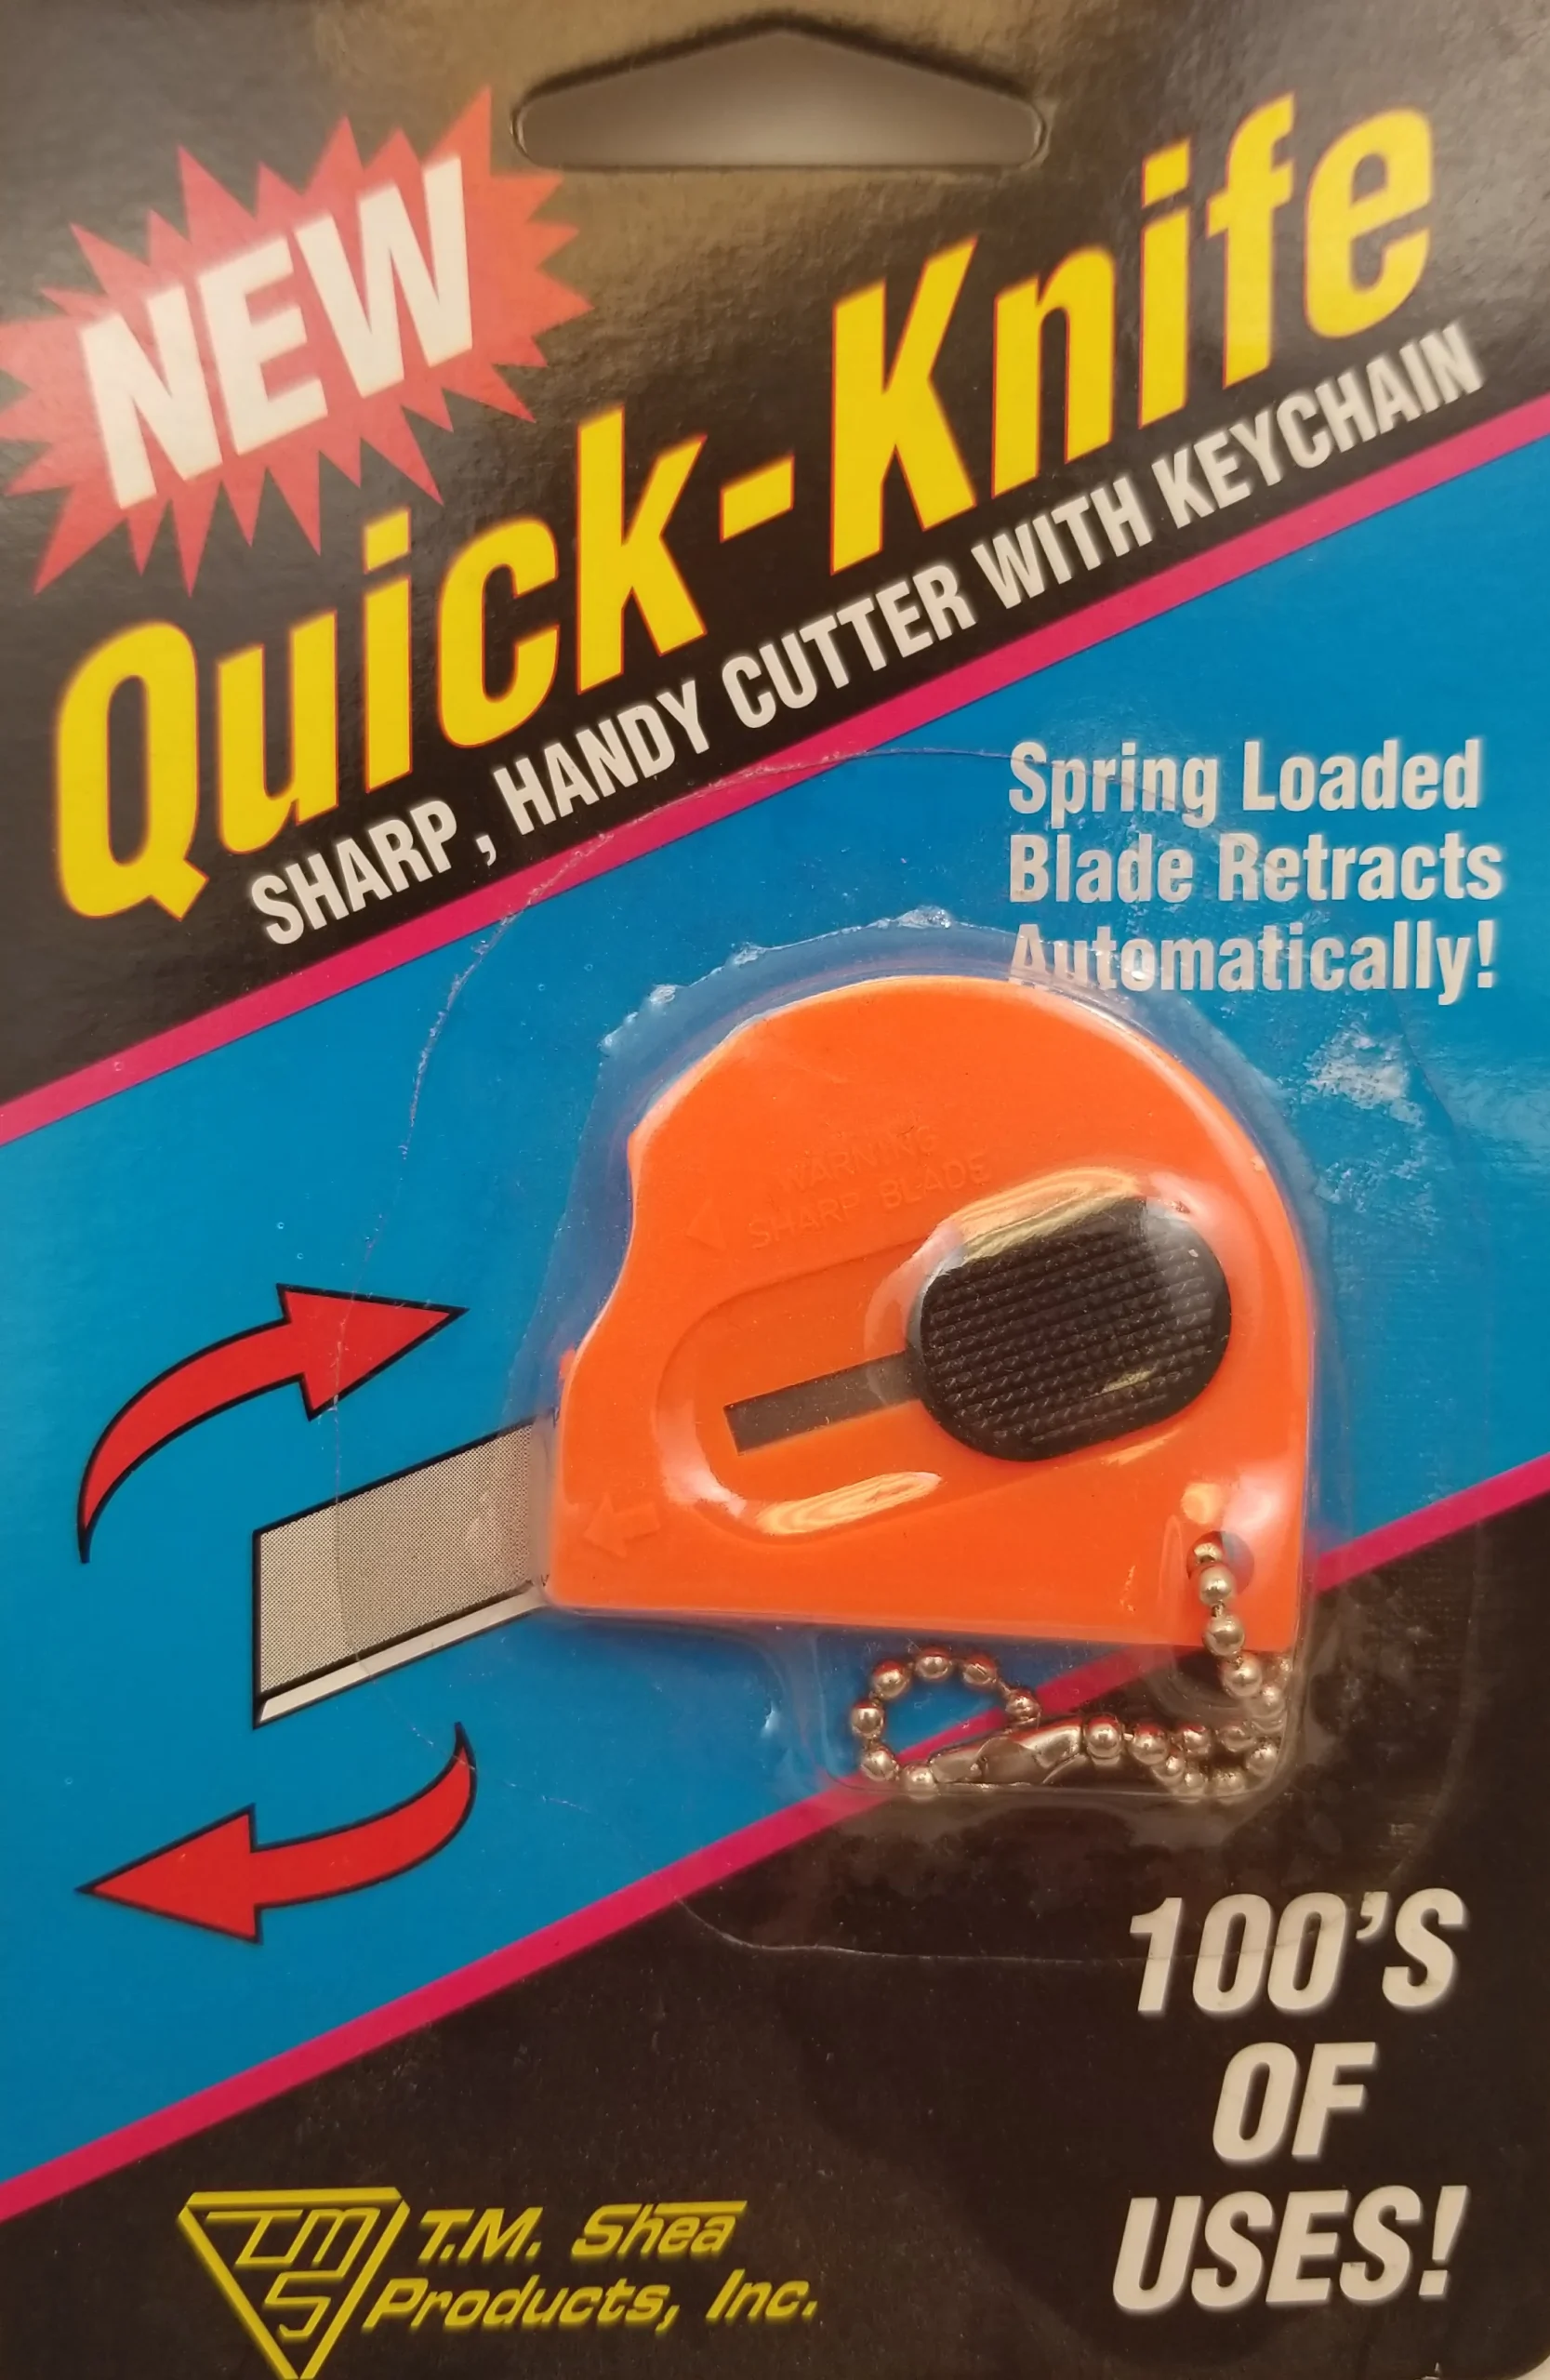 NEW
Quick-Knife
SHARP, HANDY CUTTER WITH KEYCHAIN
Spring Loaded
Blade Retracts
Automatically!
WARNING
SHARP BLADE
100'S
OF
USES!
TMS
T.M. Shea
Products, Inc.